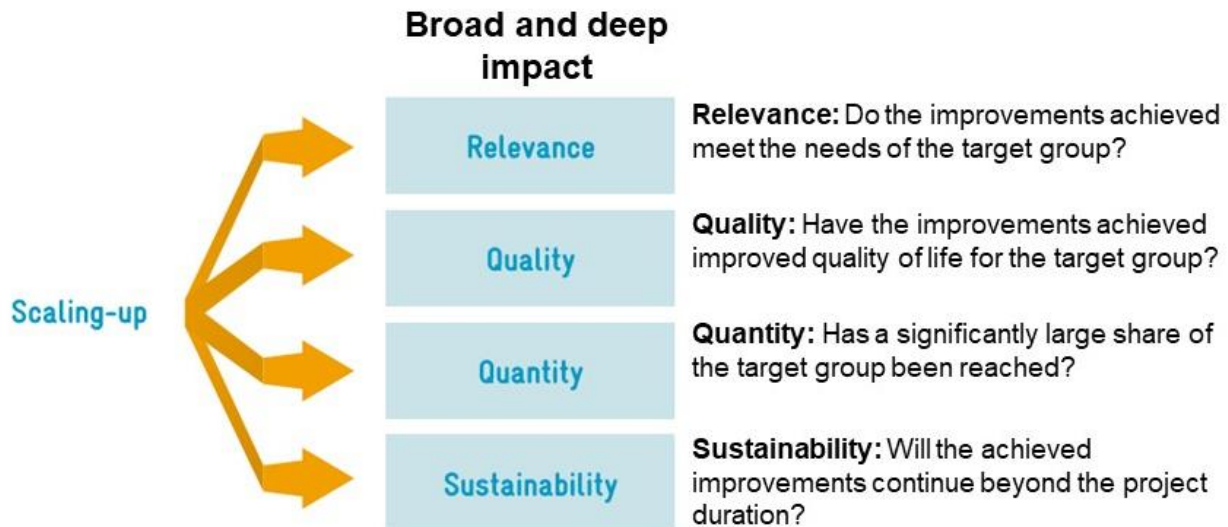 Broad and deep
impact
Scaling-up
Relevance
Relevance: Do the improvements achieved
meet the needs of the target group?
Quality
Quality: Have the improvements achieved
improved quality of life for the target group?
Quantity
Quantity: Has a significantly large share of
the target group been reached?
Sustainability
Sustainability: Will the achieved
improvements continue beyond the project
duration?